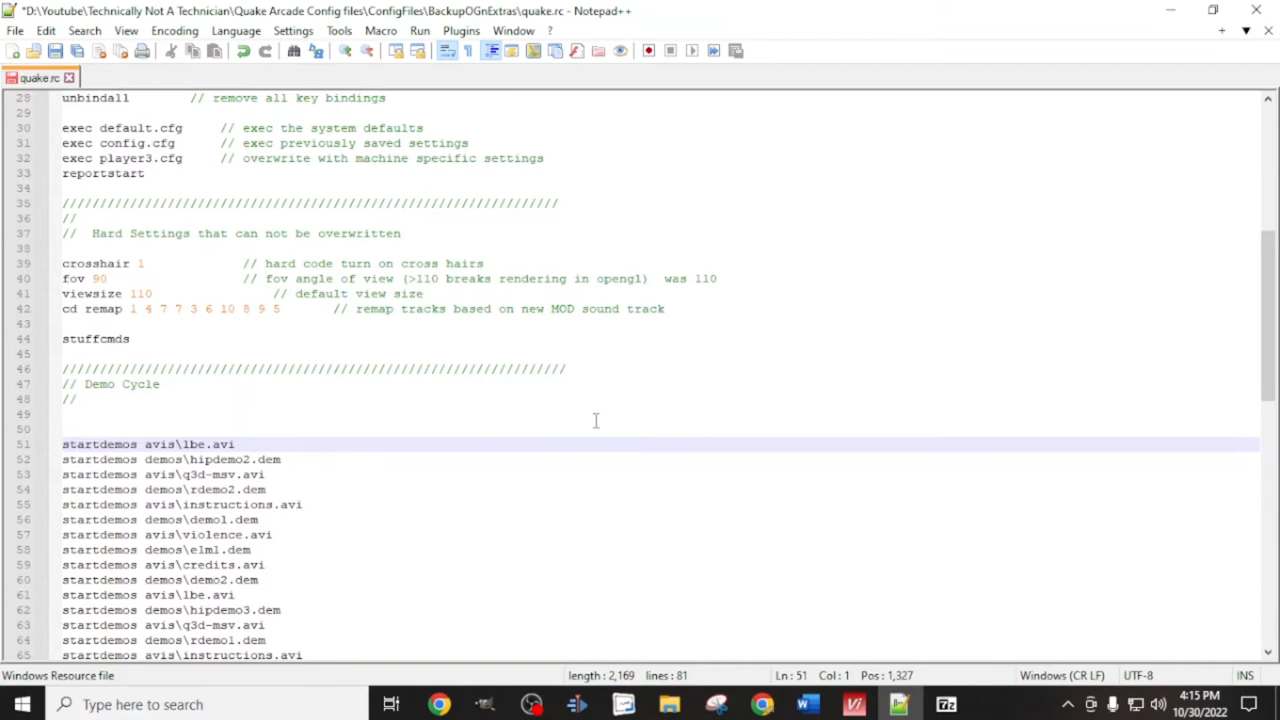 *D:\Youtube\Technically Not A Technician\Quake Arcade Config files\ConfigFiles\BackupOGnExtras\quake.rc - Notepad++
File Edit Search View Encoding Language Settings Tools Macro Run Plugins Window ?
quake.rc
28 unbindall // remove all key bindings
29
30 exec default.cfg // exec the system defaults
31 exec config.cfg // exec previously saved settings
32 exec player3.cfg // overwrite with machine specific settings
33 reportstart
34
35 //////////////////////////////////////////////////////////////////
36 //
37 // Hard Settings that can not be overwritten
38
39 crosshair 1 // hard code turn on cross hairs
40 fov 90 // fov angle of view (>110 breaks rendering in opengl) was 110
41 viewsize 110 // default view size
42 cd remap 1 4 7 7 3 6 10 8 9 5 // remap tracks based on new MOD sound track
43
44 stuffcmds
45
46 ///////////////////////////////////////////////////////////////////
47 // Demo Cycle
48 //
49
50
51 startdemos avis\lbe.avi
52 startdemos demos\hipdemo2.dem
53 startdemos avis\q3d-msv.avi
54 startdemos demos\rdemo2.dem
55 startdemos avis\instructions.avi
56 startdemos demos\demo1.dem
57 startdemos avis\violence.avi
58 startdemos demos\elm1.dem
59 startdemos avis\credits.avi
60 startdemos demos\demo2.dem
61 startdemos avis\lbe.avi
62 startdemos demos\hipdemo3.dem
63 startdemos avis\q3d-msv.avi
64 startdemos demos\rdemo1.dem
65 startdemos avis\instructions.avi
Windows Resource file length : 2,169 lines : 81 Ln : 51 Col : 1 Pos : 1,327 Windows (CR LF) UTF-8 INS
Type here to search
4:15 PM
10/30/2022